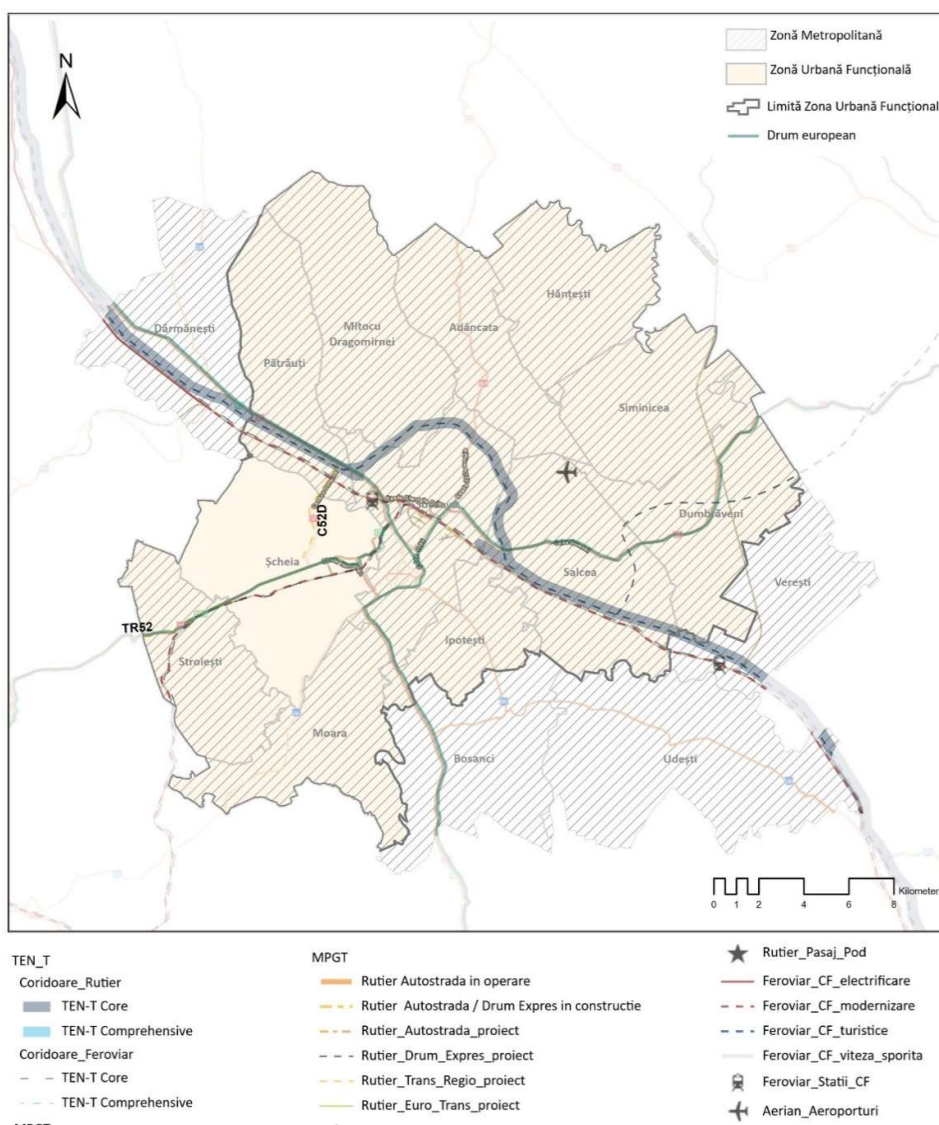 N
Zonă Metropolitană
Zonă Urbană Funcțională
Limită Zona Urbană Funcțional
Drum european
Dărmănești
Pătrăuți
Mitocu
Dragomirnei
Adâncata
Hănțești
Siminicea
Dumbrăveni
Verești
C52D
Șcheia
Salcea
TR52
Stroiești
Ipotești
Moara
Bosanci
Udești
Kilometer
0 1 2 4 6 8
TEN_T
Coridoare_Rutier
TEN-T Core
TEN-T Comprehensive
Coridoare_Feroviar
TEN-T Core
TEN-T Comprehensive
MPGT
Rutier Autostrada in operare
Rutier Autostrada / Drum Expres in constructie
Rutier_Autostrada_proiect
Rutier_Drum_Expres_proiect
Rutier_Trans_Regio_proiect
Rutier_Euro_Trans_proiect
Rutier_Pasaj_Pod
Feroviar_CF_electrificare
Feroviar_CF_modernizare
Feroviar_CF_turistice
Feroviar_CF_viteza_sporita
Feroviar_Statii_CF
Aerian_Aeroporturi